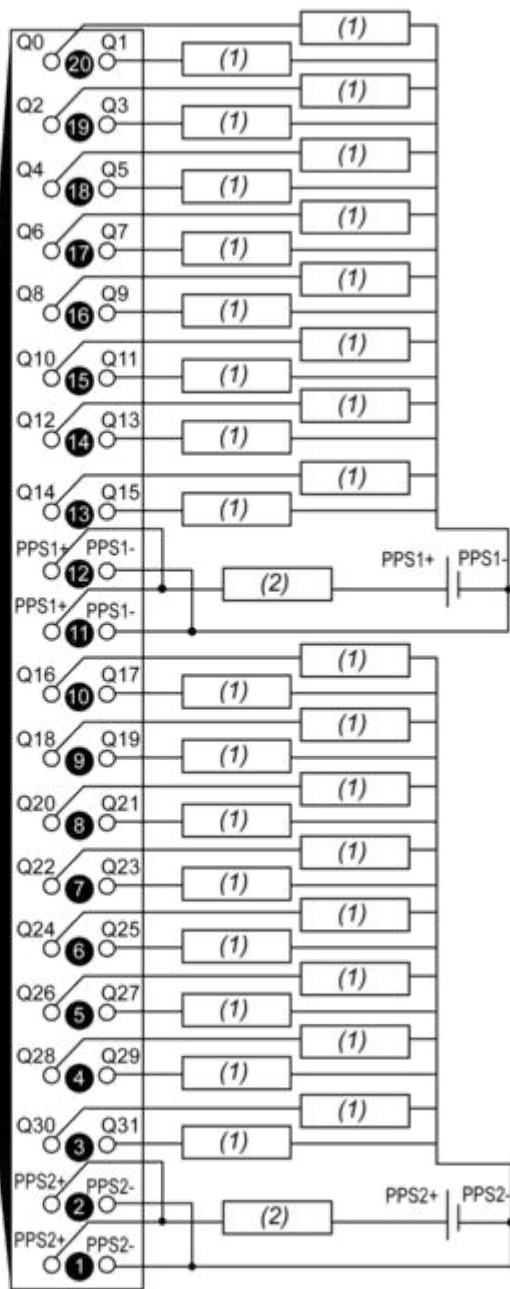 (1)
Q0 Q1
20 (1)
(1)
Q2 Q3
19 (1)
(1)
Q4 Q5
18 (1)
(1)
Q6 Q7
17 (1)
(1)
Q8 Q9
16 (1)
(1)
Q10 Q11
15 (1)
(1)
Q12 Q13
14 (1)
(1)
Q14 Q15
13 (1)
PPS1+ PPS1- PPS1+ PPS1-
12
(2)
PPS1+ PPS1-
11
(1)
Q16 Q17
10 (1)
(1)
Q18 Q19
9 (1)
(1)
Q20 Q21
8 (1)
(1)
Q22 Q23
7 (1)
(1)
Q24 Q25
6 (1)
(1)
Q26 Q27
5 (1)
(1)
Q28 Q29
4 (1)
(1)
Q30 Q31
3 (1)
PPS2+ PPS2- PPS2+ PPS2-
2
(2)
PPS2+ PPS2-
1